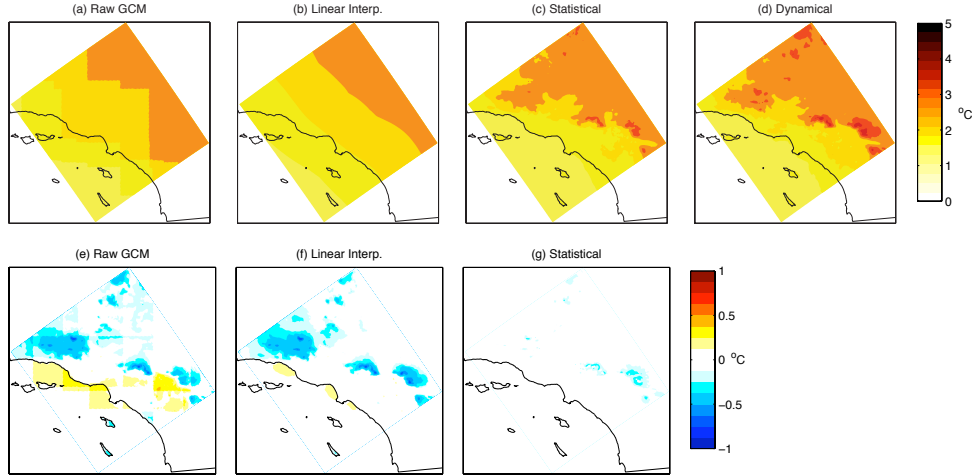 (a) Raw GCM
(b) Linear Interp.
(c) Statistical
(d) Dynamical
5
4
3
2
1
0
°C
(e) Raw GCM
(f) Linear Interp.
(g) Statistical
1
0.5
0 °C
−0.5
−1